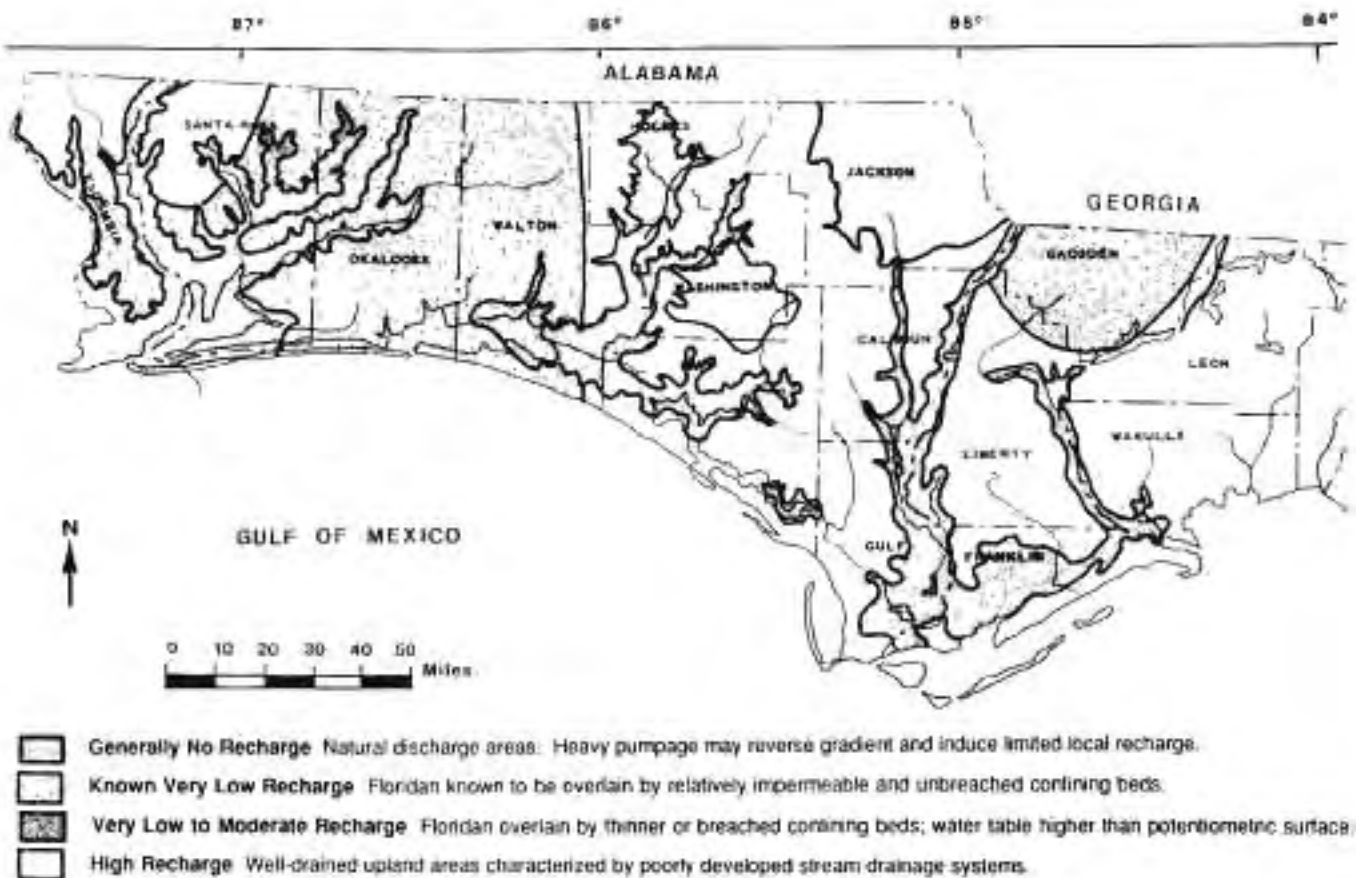 87° 86° 85° 84°
ALABAMA
SANTA ROSA
HOLMES
JACKSON
GEORGIA
ESCAMBIA
WALTON
OKALOOSA
GADSDEN
WASHINGTON
CALHOUN
LEON
LIBERTY
WAKULLA
N
GULF OF MEXICO
GULF
FRANKLIN
0 10 20 30 40 50
Miles
Generally No Recharge Natural discharge areas. Heavy pumpage may reverse gradient and induce limited local recharge.
Known Very Low Recharge Floridan known to be overlain by relatively impermeable and unbreached confining beds.
Very Low to Moderate Recharge Floridan overlain by thinner or breached confining beds; water table higher than potentiometric surface.
High Recharge Well-drained upland areas characterized by poorly developed stream drainage systems.